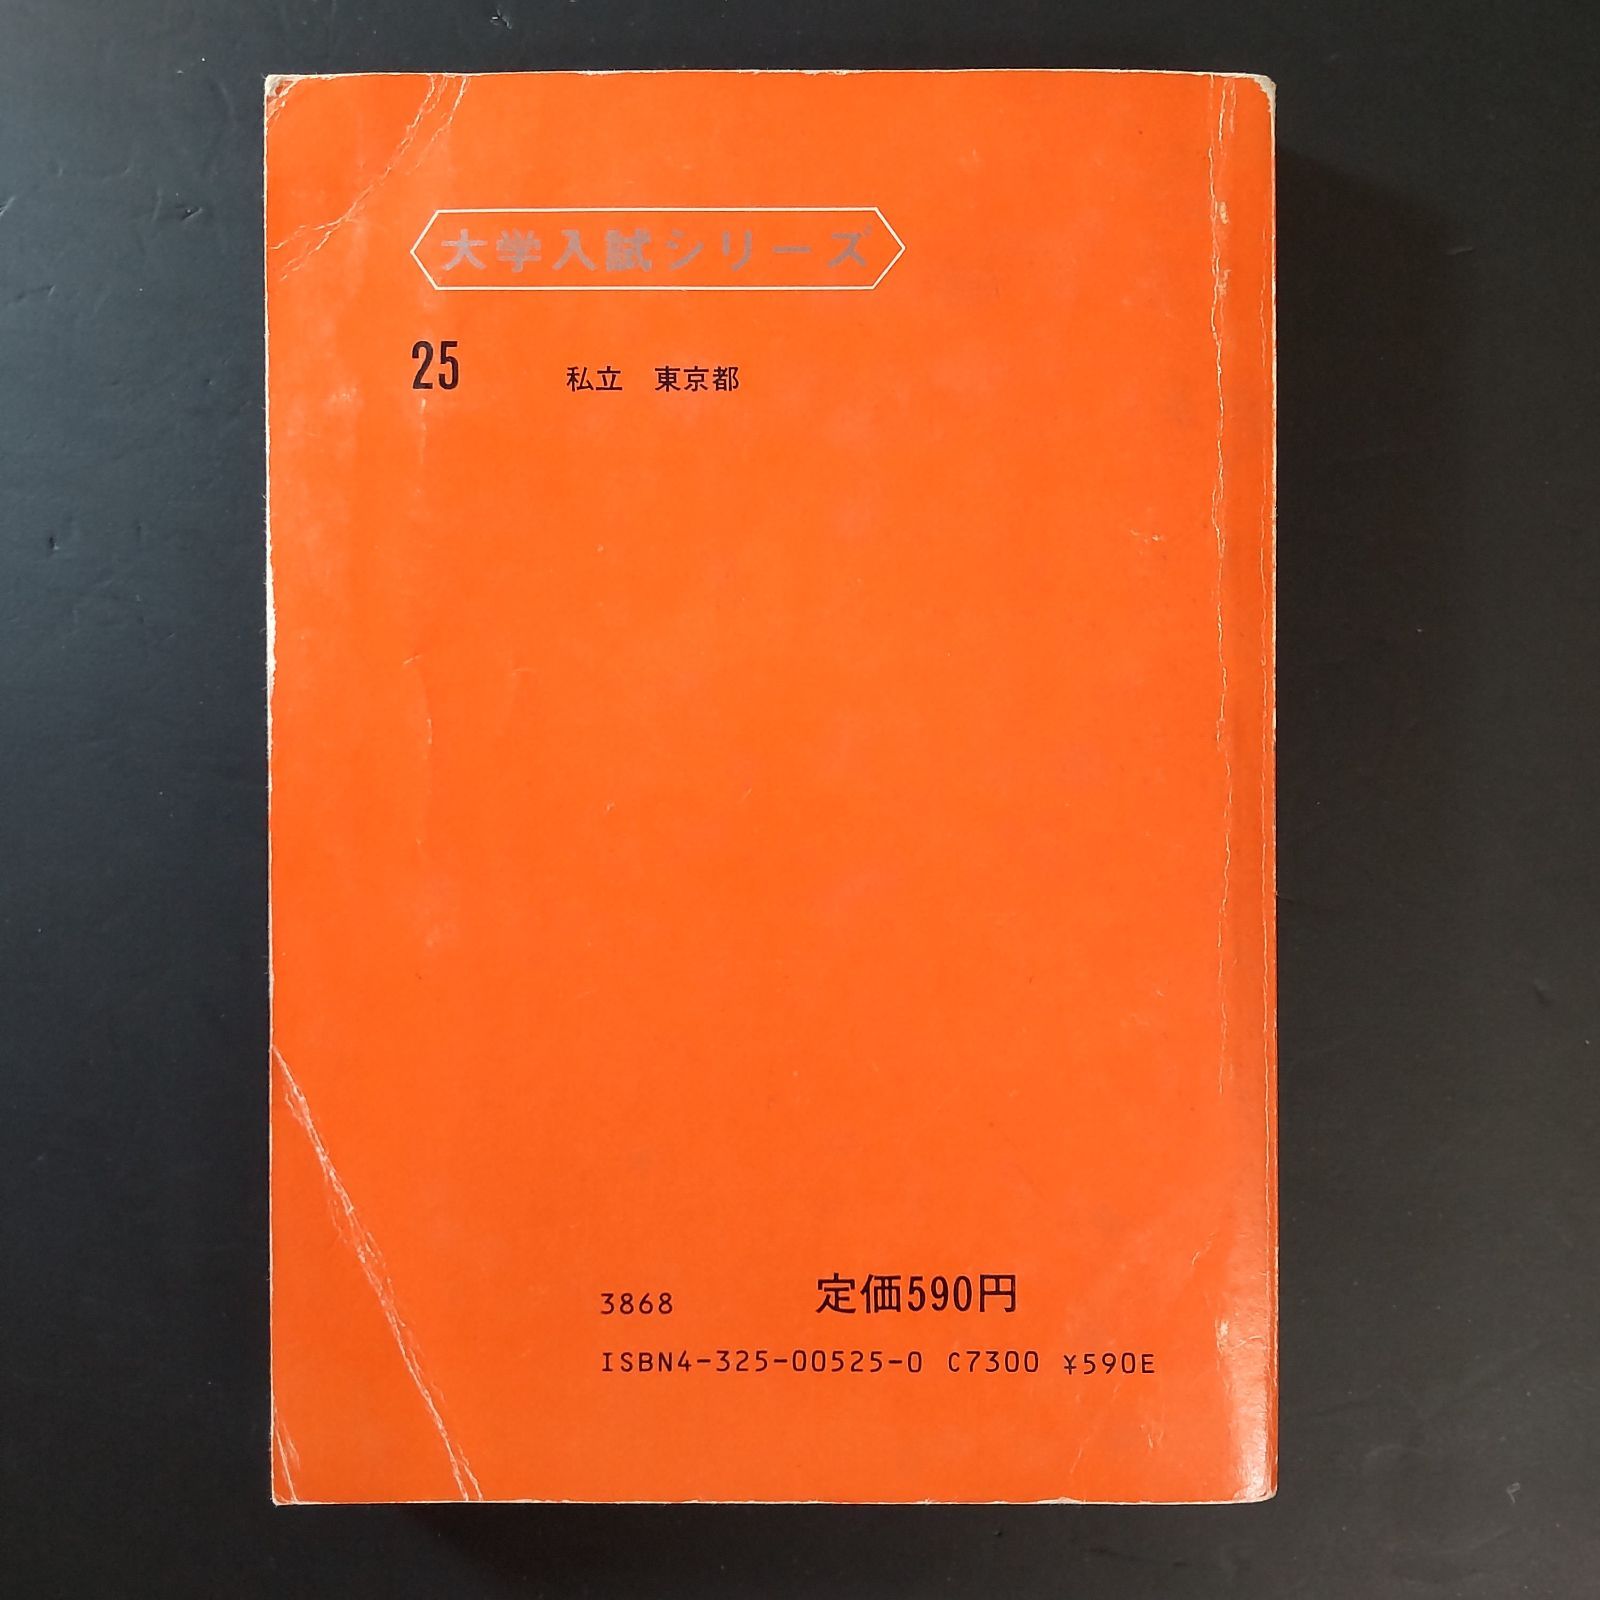 大学入試シリーズ
25 私立 東京都
3868 定価590円
ISBN4-325-00525-0 C7300 ¥590E